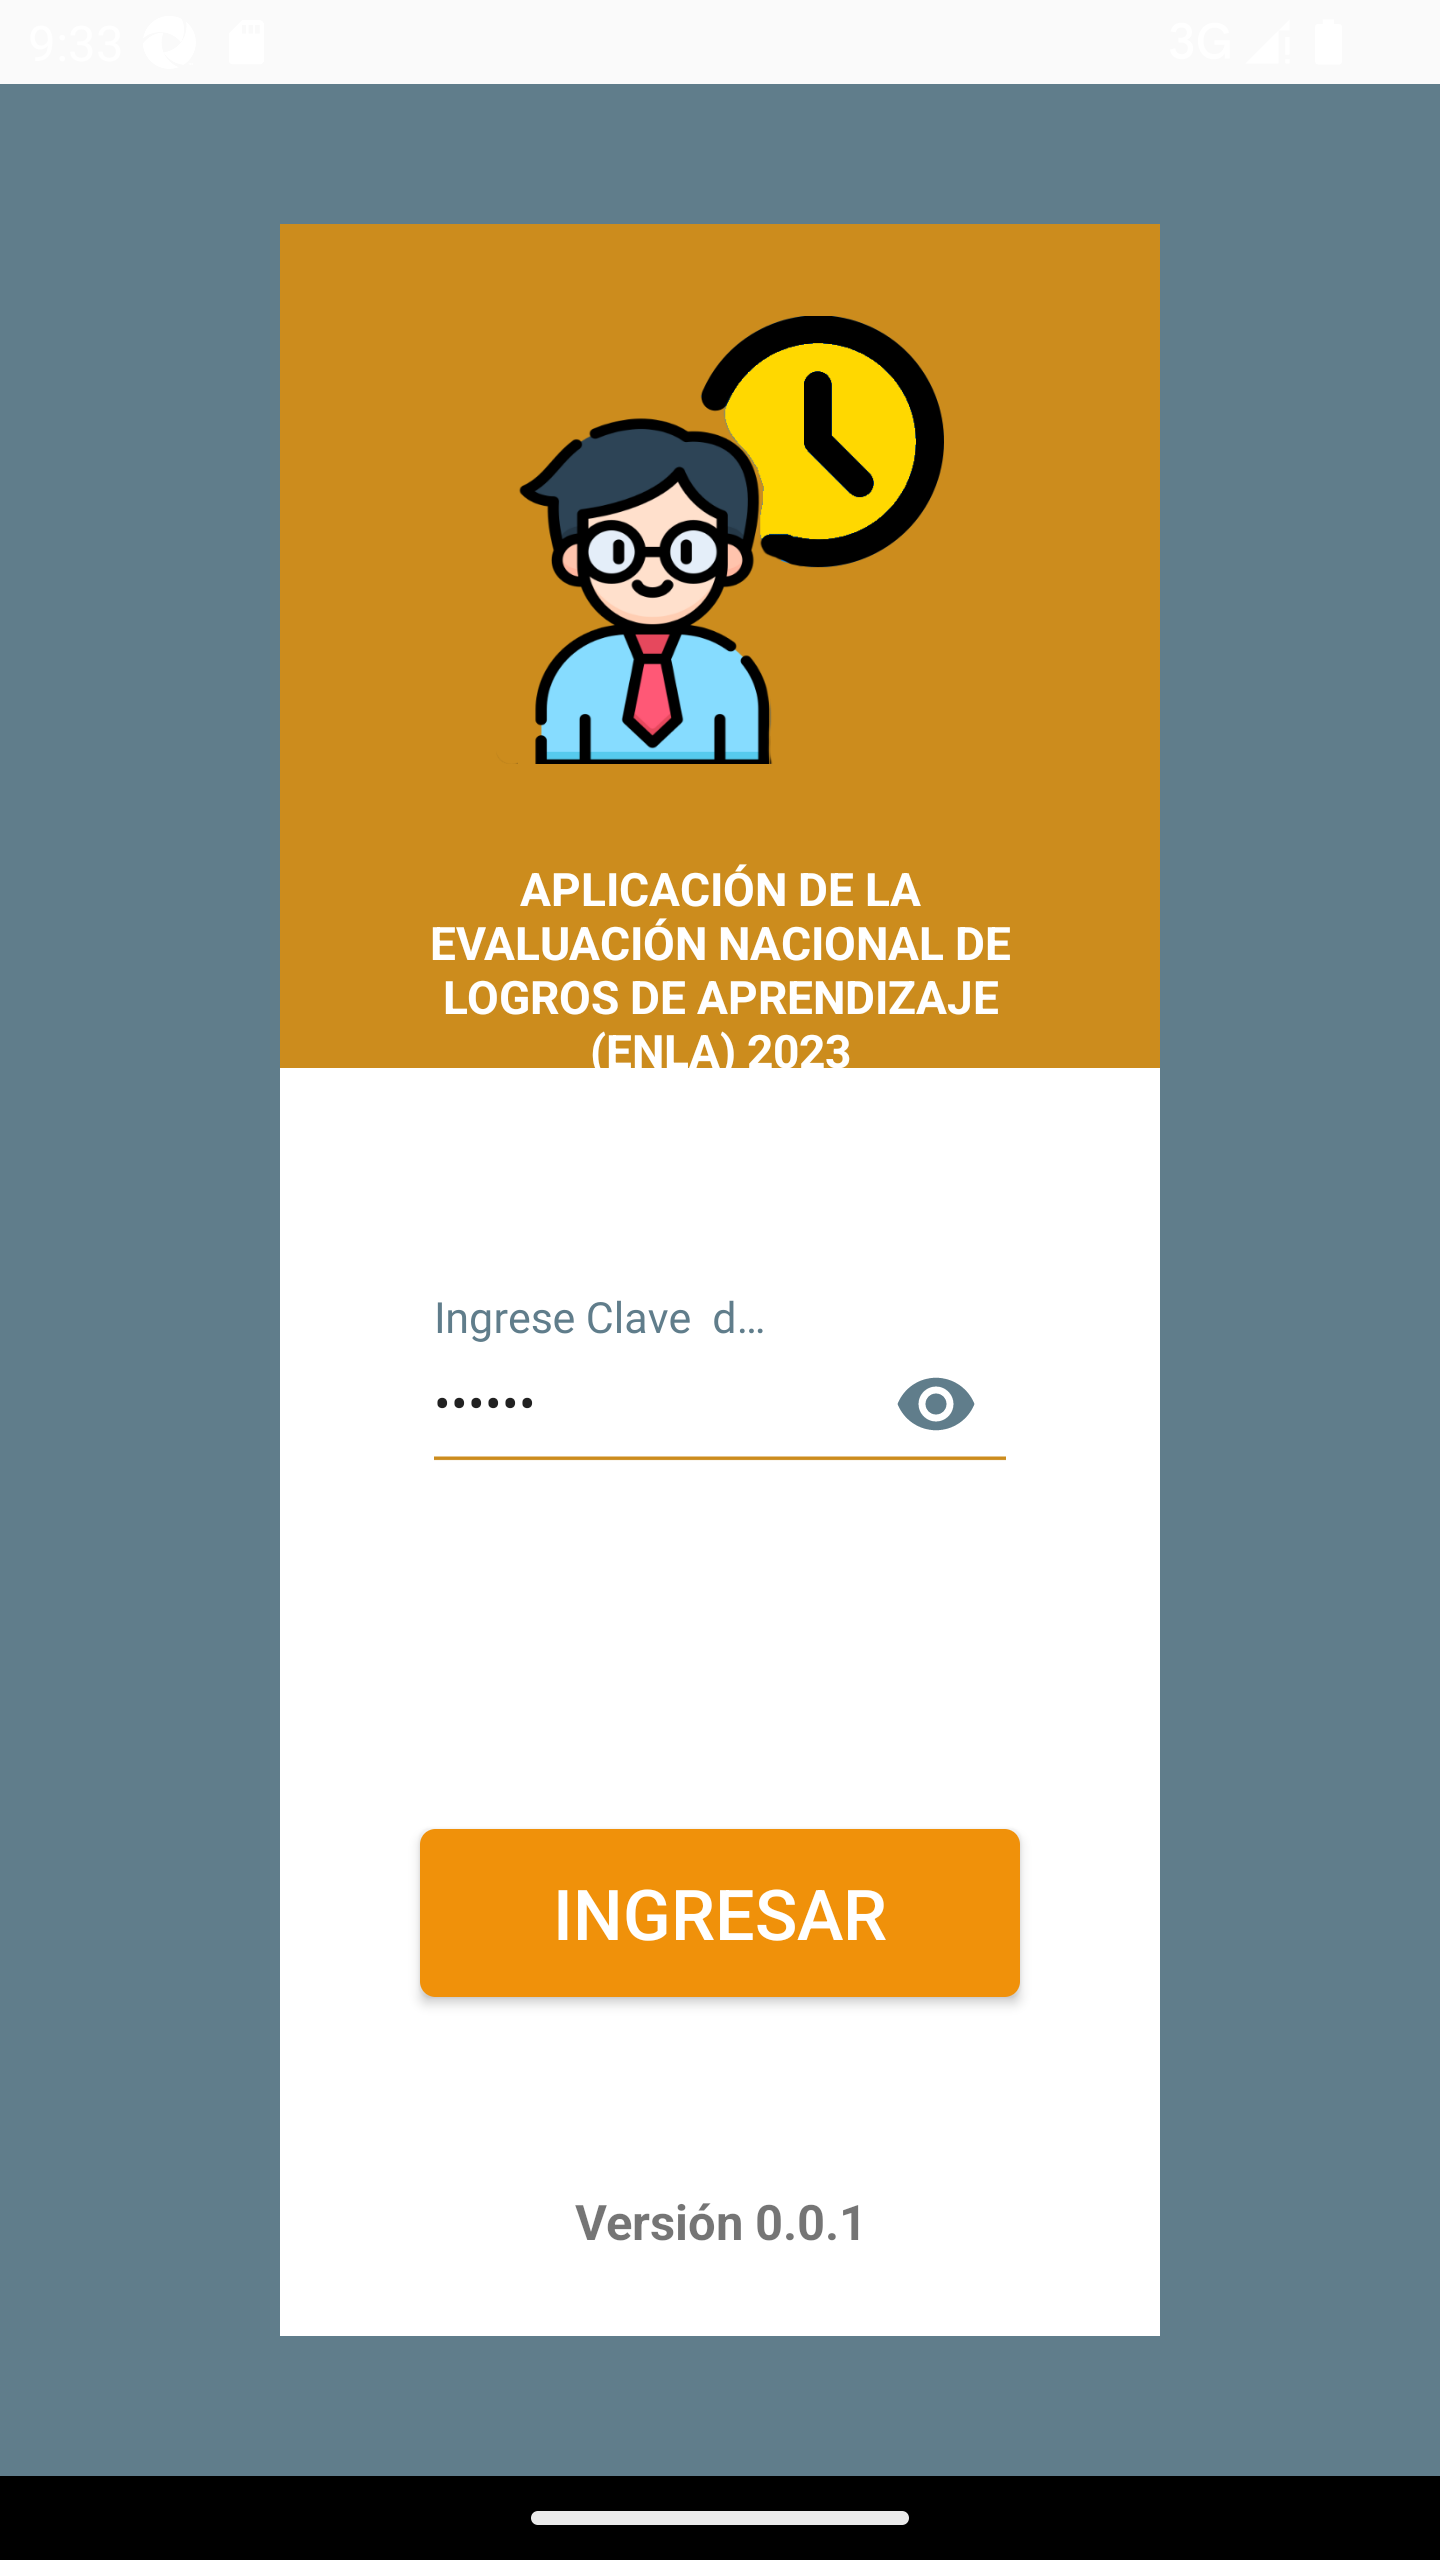 9:33 3G
APLICACIÓN DE LA
EVALUACIÓN NACIONAL DE
LOGROS DE APRENDIZAJE
(ENLA) 2023
Ingrese Clave d…
••••••
INGRESAR
Versión 0.0.1